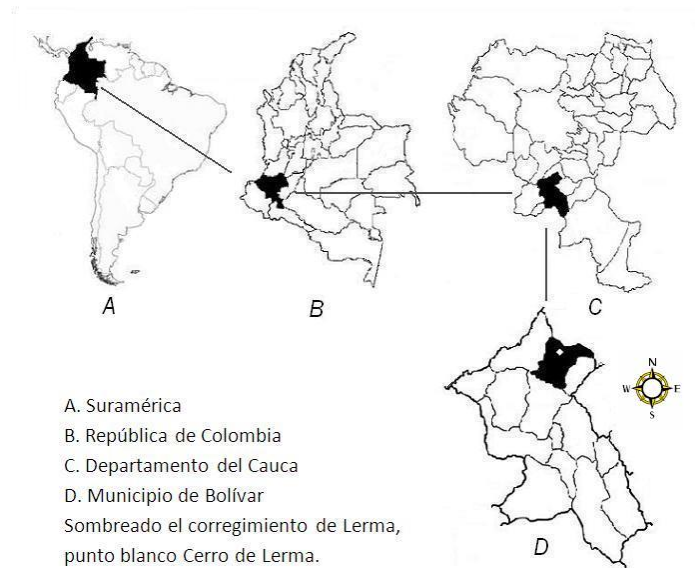 A
B
C
N
W E
S
A. Suramérica
B. República de Colombia
C. Departamento del Cauca
D. Municipio de Bolívar
Sombreado el corregimiento de Lerma,
punto blanco Cerro de Lerma.
D